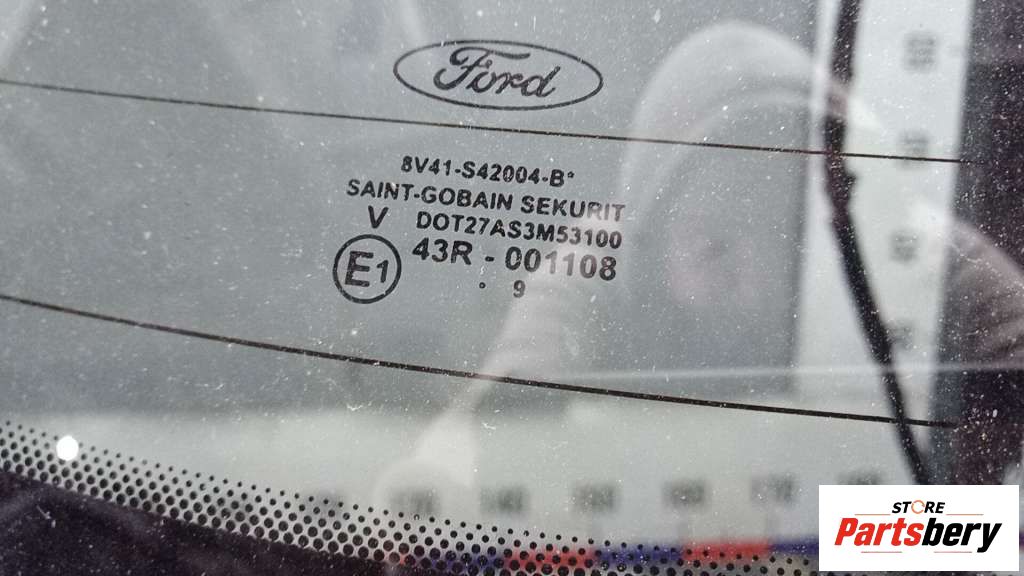 Ford
8V41-S42004-B*
SAINT-GOBAIN SEKURIT
V DOT27AS3M53100
E1 43R - 001108
. 9
STORE
Partsbery